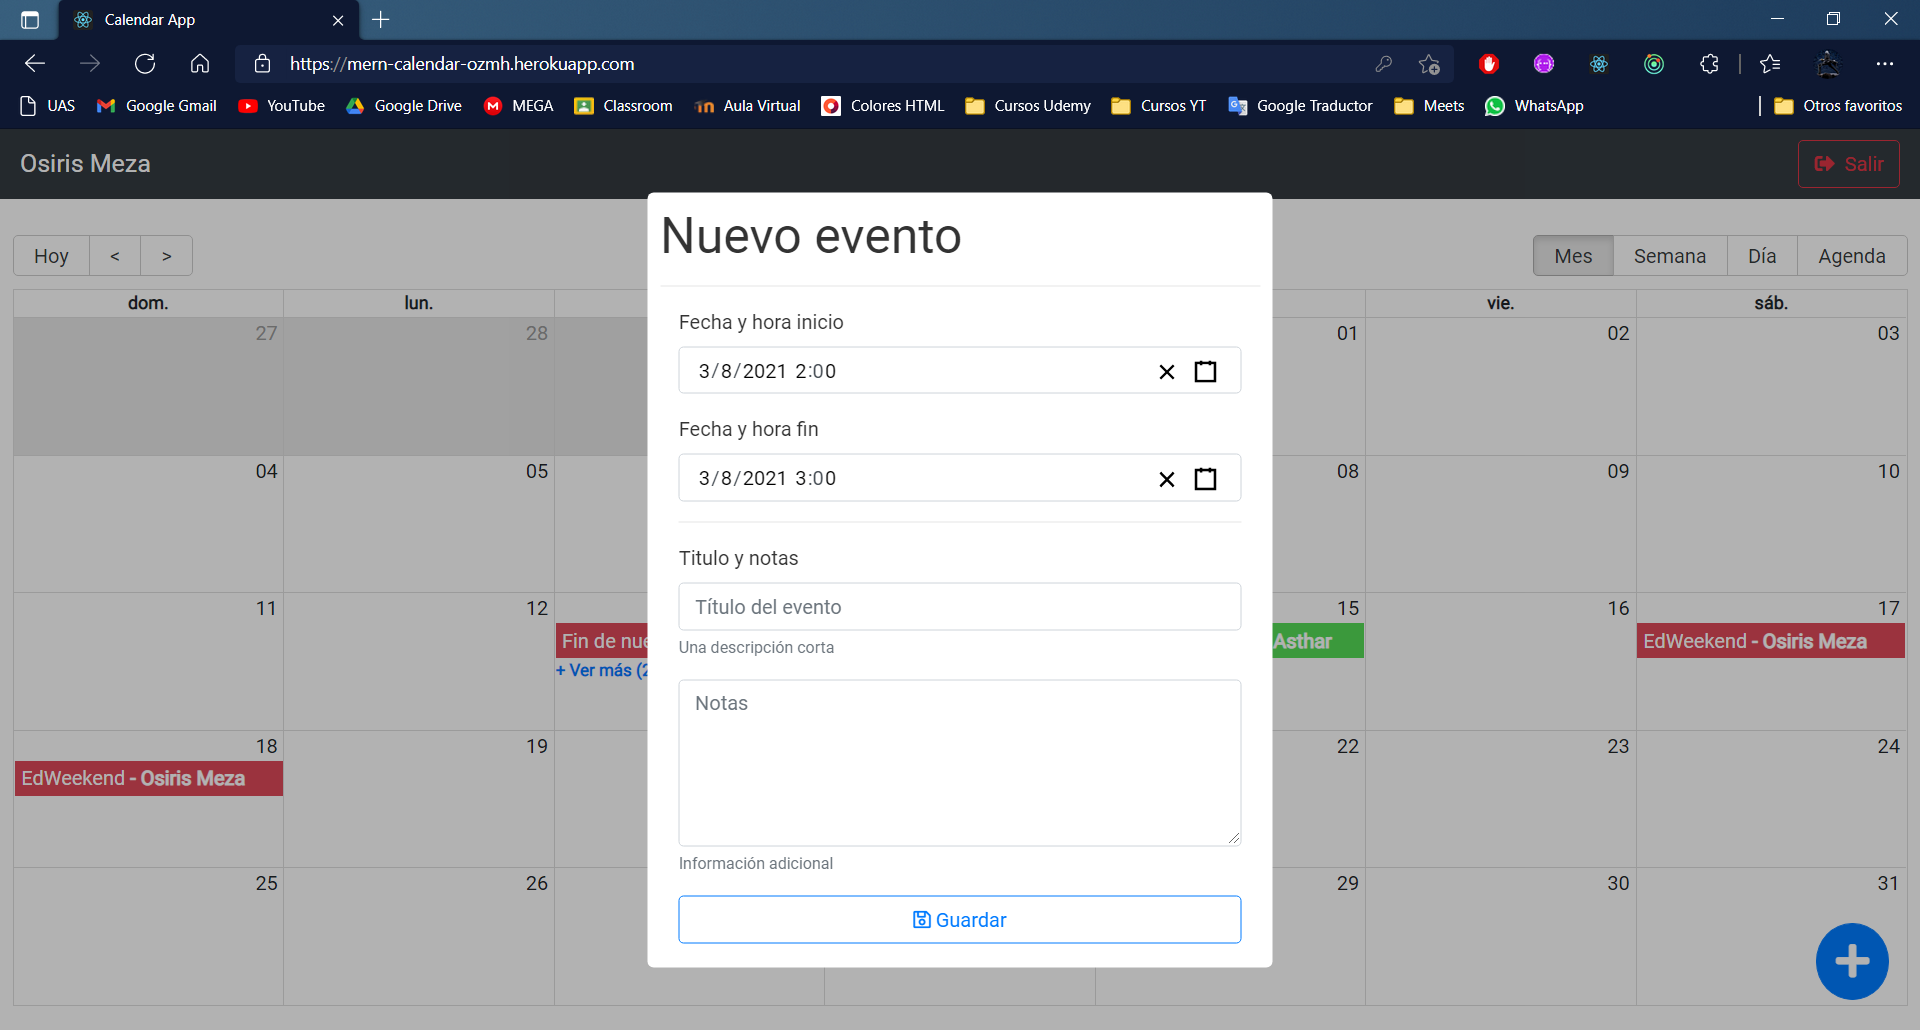 Calendar App
https://mern-calendar-ozmh.herokuapp.com
UAS Google Gmail YouTube Google Drive MEGA Classroom Aula Virtual Colores HTML Cursos Udemy Cursos YT Google Traductor Meets WhatsApp Otros favoritos
Osiris Meza Salir
Nuevo evento
Hoy < > Mes Semana Día Agenda
dom. lun. vie. sáb.
Fecha y hora inicio
27 28 01 02 03
3/8/2021 2:00
Fecha y hora fin
04 05 08 09 10
3/8/2021 3:00
Titulo y notas
Título del evento
11 12 15 16 17
Fin de nue Asthar EdWeekend - Osiris Meza
Una descripción corta
+ Ver más (2
Notas
18 19 22 23 24
EdWeekend - Osiris Meza
Información adicional
25 26 29 30 31
Guardar